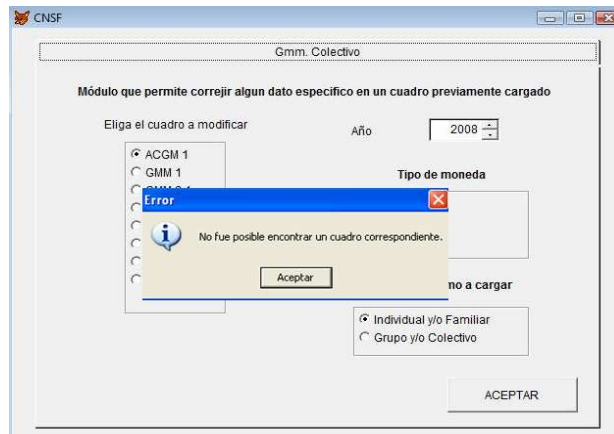 CNSF
Gmm. Colectivo
Módulo que permite correjir algun dato especifico en un cuadro previamente cargado
Eliga el cuadro a modificar
Año
2008
ACGM 1
GMM 1
Tipo de moneda
Error
No fue posible encontrar un cuadro correspondiente.
Aceptar
a cargar
Individual y/o Familiar
Grupo y/o Colectivo
ACEPTAR